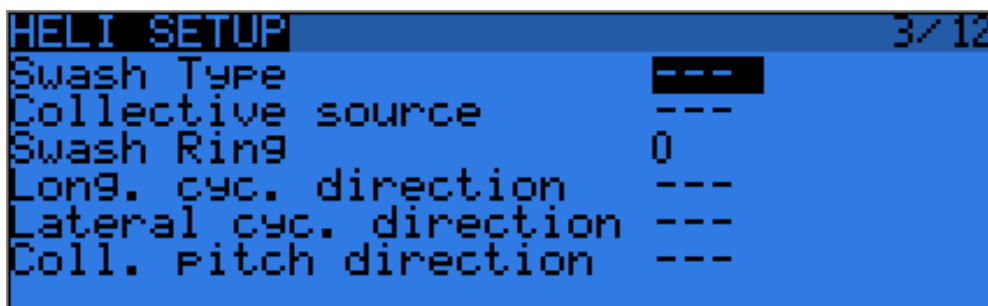 HELI SETUP 3/12
Swash Type ---
Collective source ---
Swash Ring 0
Long. cyc. direction ---
Lateral cyc. direction ---
Coll. pitch direction ---